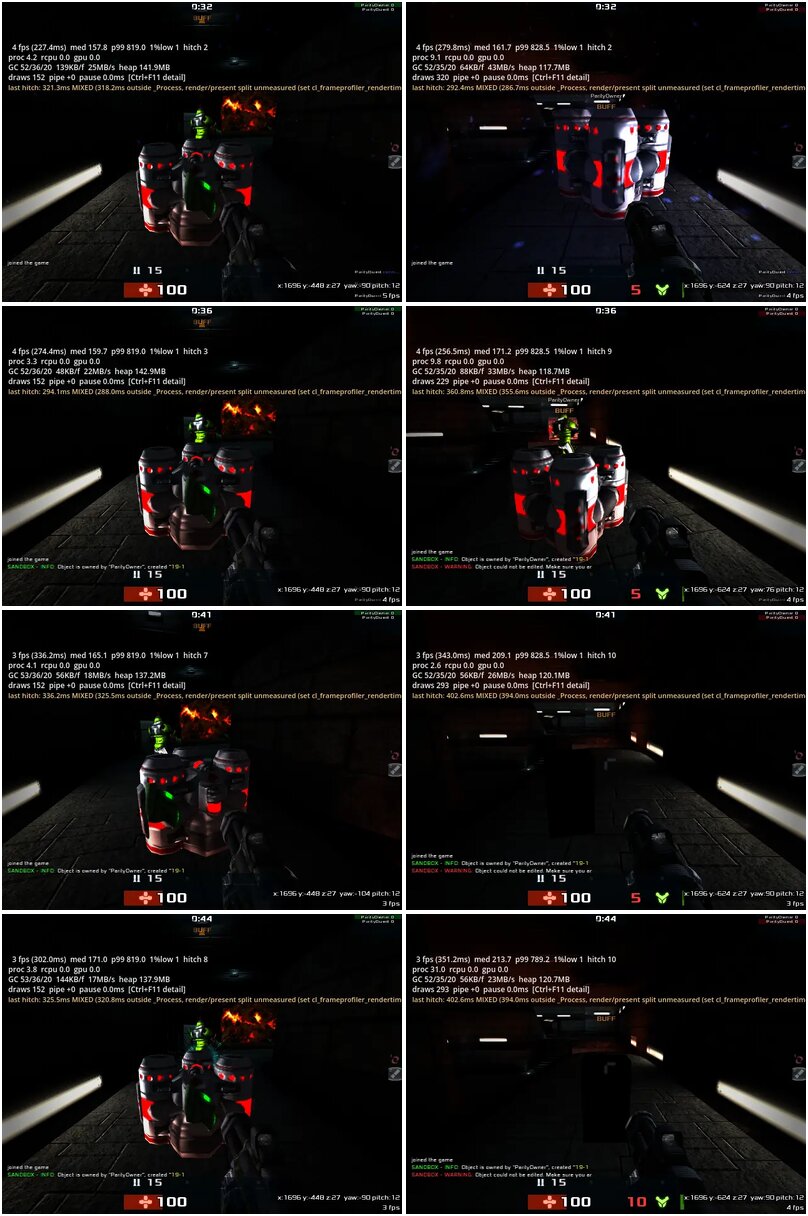 0:32
BUFF
4 fps (227.4ms) med 157.8 p99 819.0 1%low 1 hitch 2
proc 4.2 rcpu 0.0 gpu 0.0
GC 52/36/20 139KB/f 25MB/s heap 141.9MB
draws 152 pipe +0 pause 0.0ms [Ctrl+F11 detail]
last hitch: 321.3ms MIXED (318.2ms outside _Process, render/present split unmeasured (set cl_frameprofiler_rendertim
joined the game
15
100
x:1696 y:-448 z:27 yaw:-90 pitch:12
5 fps
0:32
4 fps (279.8ms) med 161.7 p99 828.5 1%low 1 hitch 2
proc 9.1 rcpu 0.0 gpu 0.0
GC 52/35/20 64KB/f 43MB/s heap 117.7MB
draws 320 pipe +0 pause 0.0ms [Ctrl+F11 detail]
last hitch: 292.4ms MIXED (286.7ms outside _Process, render/present split unmeasured (set cl_frameprofiler_rendertim
ParityOwner
BUFF
joined the game
15
100
5
x:1696 y:-624 z:27 yaw:90 pitch:12
4 fps
0:36
BUFF
4 fps (274.4ms) med 159.7 p99 819.0 1%low 1 hitch 3
proc 3.3 rcpu 0.0 gpu 0.0
GC 52/36/20 48KB/f 22MB/s heap 142.9MB
draws 152 pipe +0 pause 0.0ms [Ctrl+F11 detail]
last hitch: 294.1ms MIXED (288.0ms outside _Process, render/present split unmeasured (set cl_frameprofiler_rendertim
joined the game
SANDBOX - INFO: Object is owned by "ParityOwner", created "19-1
15
100
x:1696 y:-448 z:27 yaw:-90 pitch:12
4 fps
0:36
4 fps (256.5ms) med 171.2 p99 828.5 1%low 1 hitch 9
proc 9.8 rcpu 0.0 gpu 0.0
GC 52/35/20 88KB/f 33MB/s heap 118.7MB
draws 229 pipe +0 pause 0.0ms [Ctrl+F11 detail]
last hitch: 360.8ms MIXED (355.6ms outside _Process, render/present split unmeasured (set cl_frameprofiler_rendertim
ParityOwner
BUFF
joined the game
SANDBOX - INFO: Object is owned by "ParityOwner", created "19-1
SANDBOX - WARNING: Object could not be edited. Make sure you ar
15
100
5
x:1696 y:-624 z:27 yaw:76 pitch:12
4 fps
0:41
BUFF
3 fps (336.2ms) med 165.1 p99 819.0 1%low 1 hitch 7
proc 4.1 rcpu 0.0 gpu 0.0
GC 53/36/20 56KB/f 18MB/s heap 137.2MB
draws 152 pipe +0 pause 0.0ms [Ctrl+F11 detail]
last hitch: 336.2ms MIXED (325.5ms outside _Process, render/present split unmeasured (set cl_frameprofiler_rendertim
joined the game
SANDBOX - INFO: Object is owned by "ParityOwner", created "19-1
15
100
x:1696 y:-448 z:27 yaw:-104 pitch:12
3 fps
0:41
3 fps (343.0ms) med 209.1 p99 828.5 1%low 1 hitch 10
proc 2.6 rcpu 0.0 gpu 0.0
GC 52/35/20 56KB/f 26MB/s heap 120.1MB
draws 293 pipe +0 pause 0.0ms [Ctrl+F11 detail]
last hitch: 402.6ms MIXED (394.0ms outside _Process, render/present split unmeasured (set cl_frameprofiler_rendertim
BUFF
joined the game
SANDBOX - INFO: Object is owned by "ParityOwner", created "19-1
SANDBOX - WARNING: Object could not be edited. Make sure you ar
15
100
5
x:1696 y:-624 z:27 yaw:90 pitch:12
3 fps
0:44
BUFF
3 fps (302.0ms) med 171.0 p99 819.0 1%low 1 hitch 8
proc 3.8 rcpu 0.0 gpu 0.0
GC 53/36/20 144KB/f 17MB/s heap 137.9MB
draws 152 pipe +0 pause 0.0ms [Ctrl+F11 detail]
last hitch: 325.5ms MIXED (320.8ms outside _Process, render/present split unmeasured (set cl_frameprofiler_rendertim
joined the game
SANDBOX - INFO: Object is owned by "ParityOwner", created "19-1
15
100
x:1696 y:-448 z:27 yaw:-90 pitch:12
3 fps
0:44
3 fps (351.2ms) med 213.7 p99 789.2 1%low 1 hitch 10
proc 31.0 rcpu 0.0 gpu 0.0
GC 52/35/20 56KB/f 23MB/s heap 120.7MB
draws 293 pipe +0 pause 0.0ms [Ctrl+F11 detail]
last hitch: 402.6ms MIXED (394.0ms outside _Process, render/present split unmeasured (set cl_frameprofiler_rendertim
BUFF
joined the game
SANDBOX - INFO: Object is owned by "ParityOwner", created "19-1
SANDBOX - WARNING: Object could not be edited. Make sure you ar
15
100
10
x:1696 y:-624 z:27 yaw:90 pitch:12
4 fps